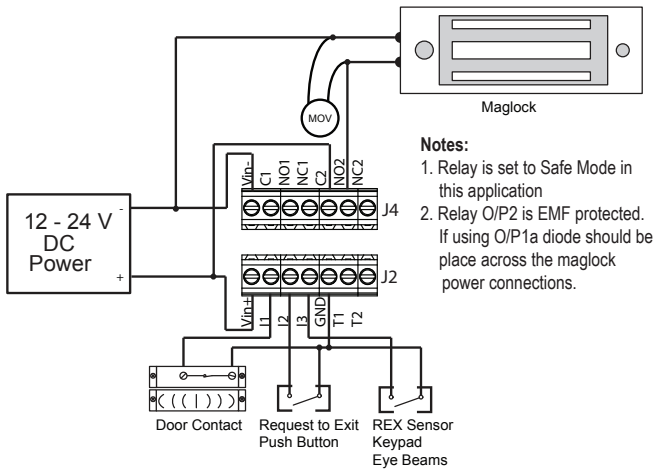 Maglock
MOV
Notes:
1. Relay is set to Safe Mode in
this application
2. Relay O/P2 is EMF protected.
If using O/P1a diode should be
place across the maglock
power connections.
Vin-
C1
NO1
NC1
C2
NO2
NC2
J4
12 - 24 V
DC
Power
-
+
J2
Vin+
I1
I2
I3
GND
T1
T2
Door Contact
Request to Exit
Push Button
REX Sensor
Keypad
Eye Beams